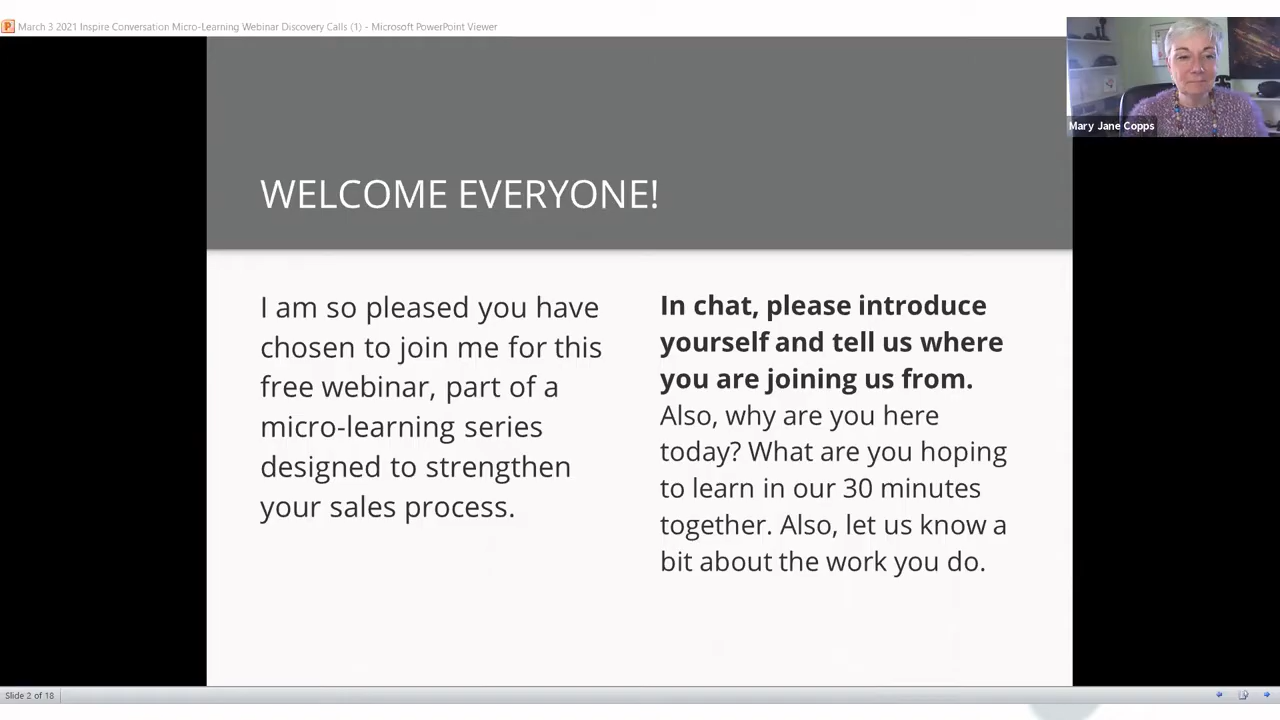 March 3 2021 Inspire Conversation Micro-Learning Webinar Discovery Calls (1) - Microsoft PowerPoint Viewer
Mary Jane Copps
WELCOME EVERYONE!
I am so pleased you have
chosen to join me for this
free webinar, part of a
micro-learning series
designed to strengthen
your sales process.
In chat, please introduce
yourself and tell us where
you are joining us from.
Also, why are you here
today? What are you hoping
to learn in our 30 minutes
together. Also, let us know a
bit about the work you do.
Slide 2 of 18